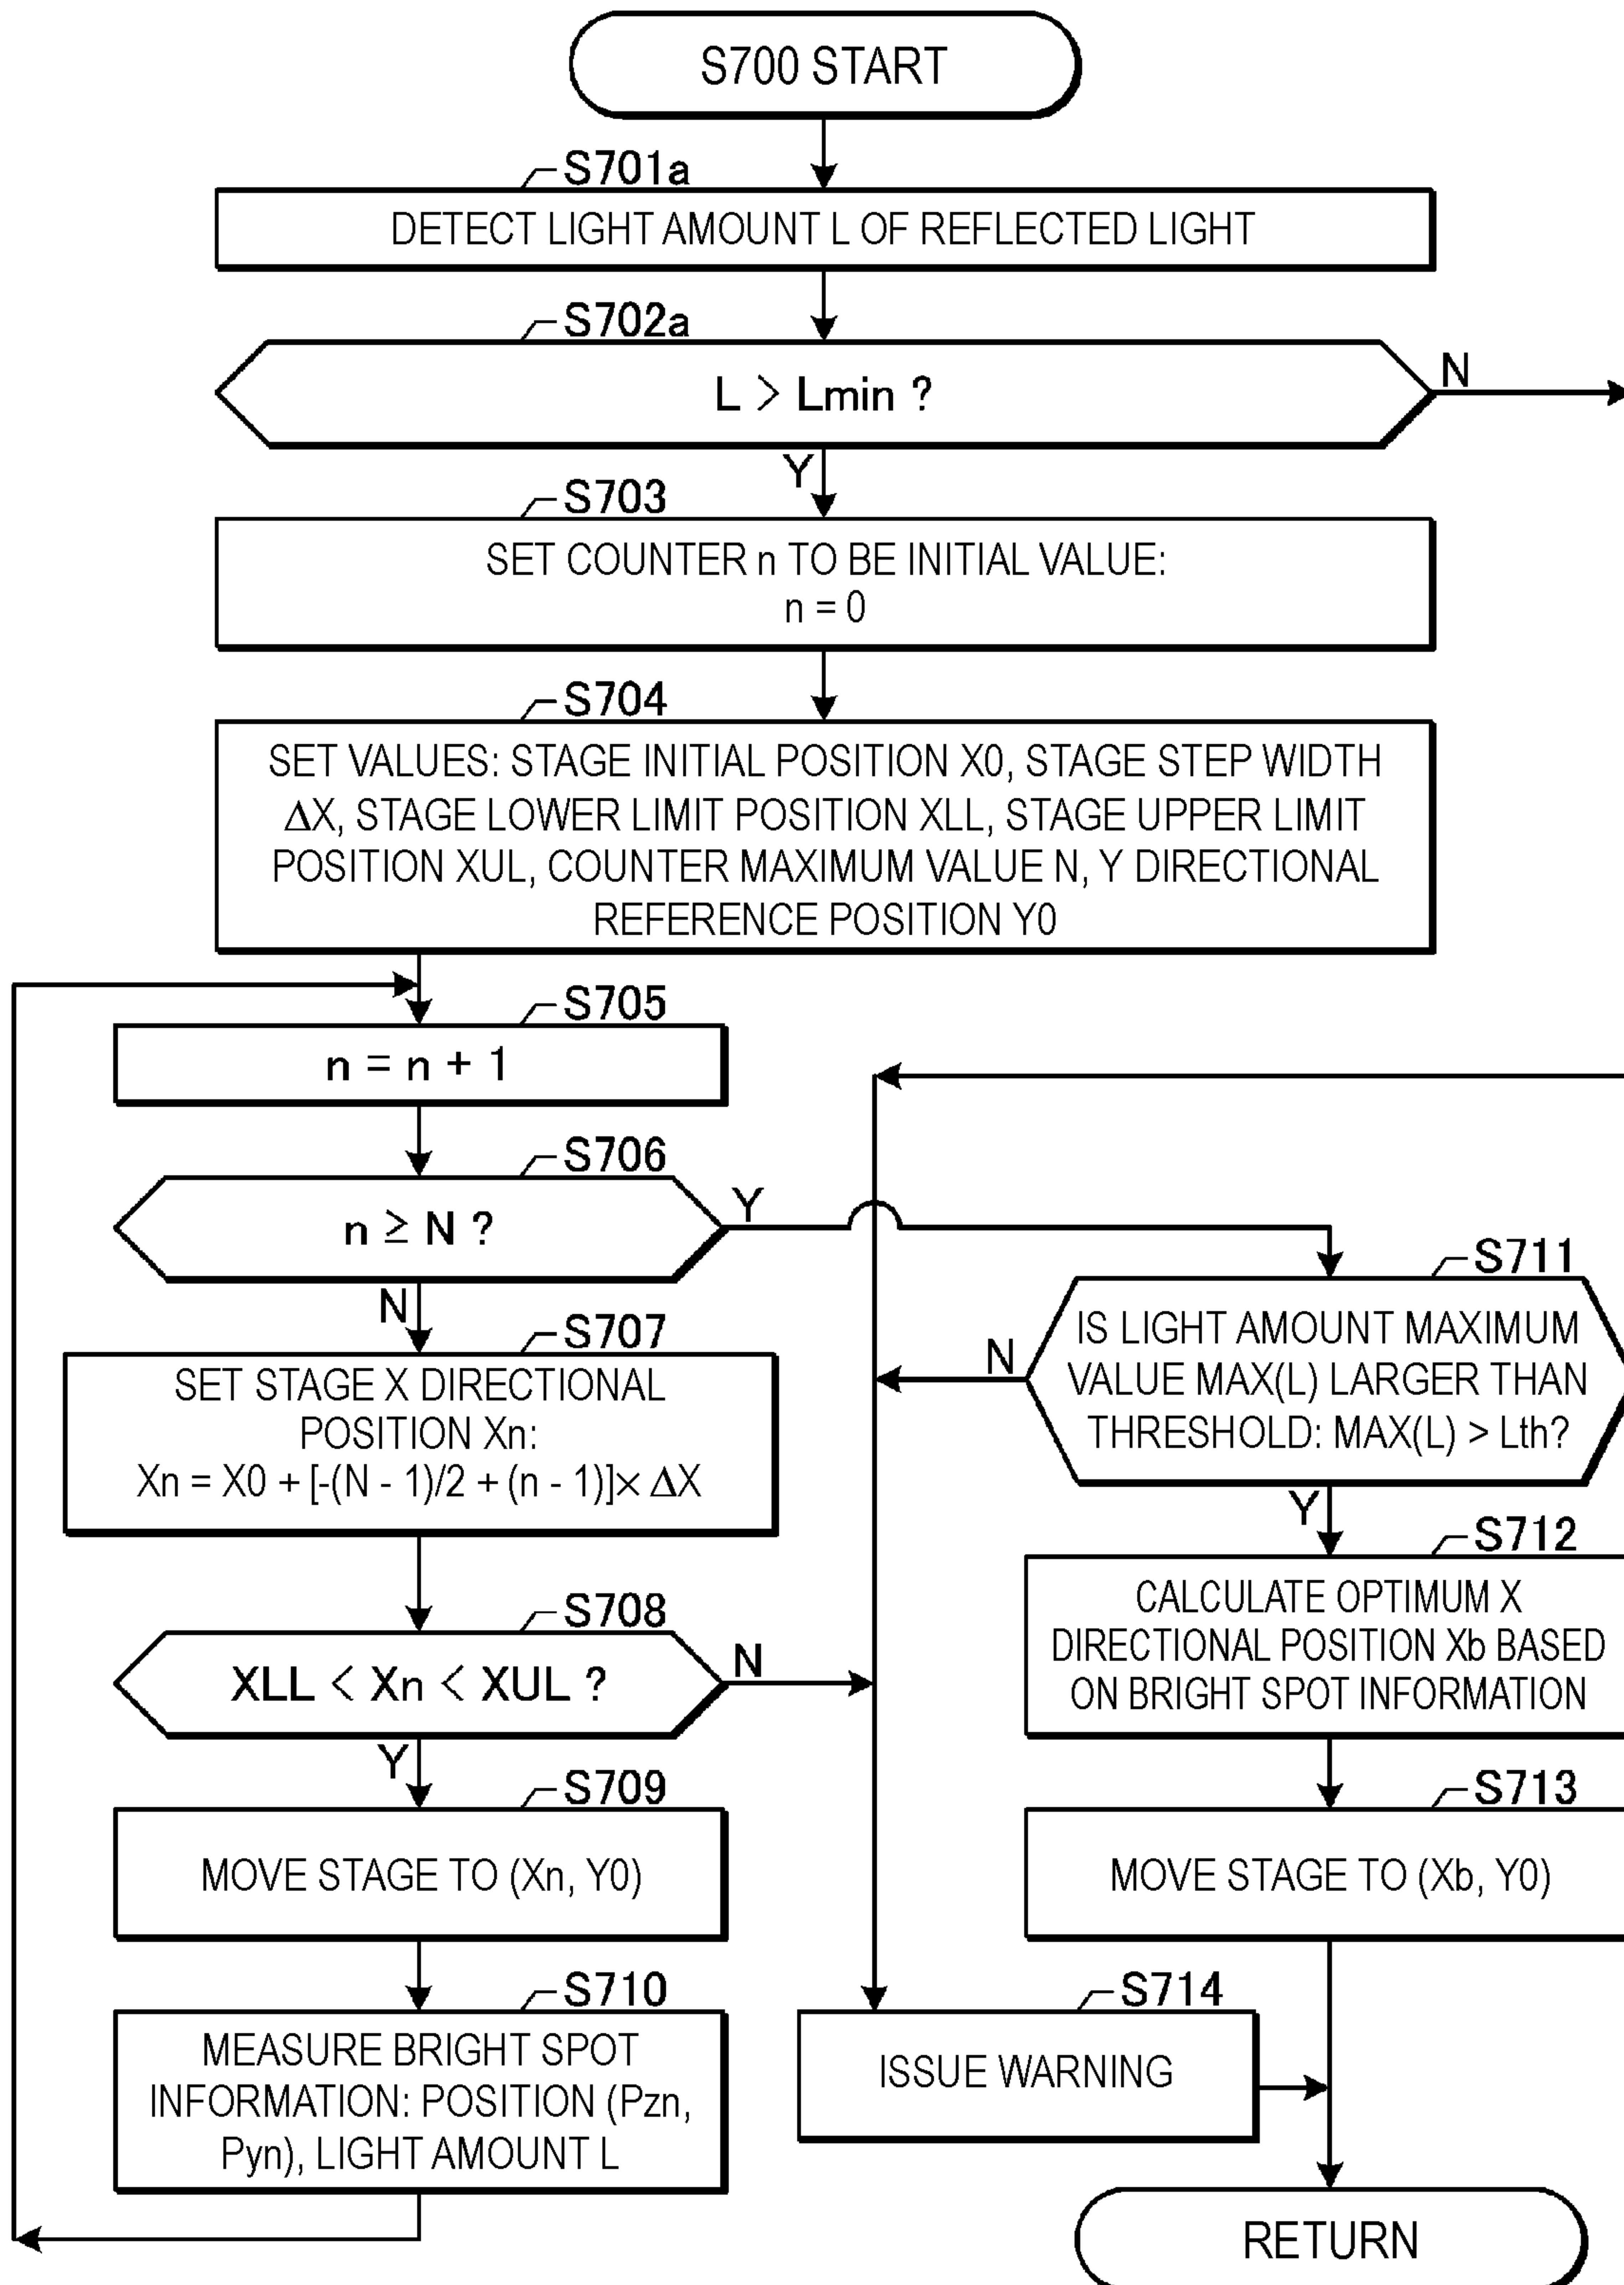 S700 START
S701a
DETECT LIGHT AMOUNT L OF REFLECTED LIGHT
S702a
L > Lmin ?
N
Y
S703
SET COUNTER n TO BE INITIAL VALUE:
n = 0
S704
SET VALUES: STAGE INITIAL POSITION X0, STAGE STEP WIDTH
ΔX, STAGE LOWER LIMIT POSITION XLL, STAGE UPPER LIMIT
POSITION XUL, COUNTER MAXIMUM VALUE N, Y DIRECTIONAL
REFERENCE POSITION Y0
S705
n = n + 1
S706
n ≥ N ?
Y
N
S707
SET STAGE X DIRECTIONAL
POSITION Xn:
Xn = X0 + [-(N - 1)/2 + (n - 1)]× ΔX
S708
XLL < Xn < XUL ?
N
Y
S709
MOVE STAGE TO (Xn, Y0)
S710
MEASURE BRIGHT SPOT
INFORMATION: POSITION (Pzn,
Pyn), LIGHT AMOUNT L
S711
IS LIGHT AMOUNT MAXIMUM
VALUE MAX(L) LARGER THAN
THRESHOLD: MAX(L) > Lth?
N
Y
S712
CALCULATE OPTIMUM X
DIRECTIONAL POSITION Xb BASED
ON BRIGHT SPOT INFORMATION
S713
MOVE STAGE TO (Xb, Y0)
S714
ISSUE WARNING
RETURN